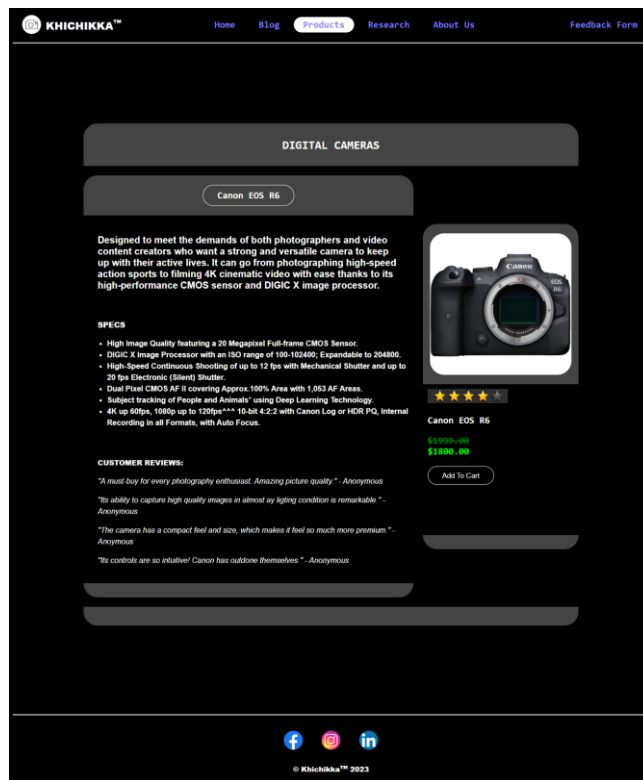 KHICHIKKA™ Home Blog Products Research About Us Feedback Form
DIGITAL CAMERAS
Canon EOS R6
Designed to meet the demands of both photographers and video
content creators who want a strong and versatile camera to keep
up with their active lives. It can go from photographing high-speed
action sports to filming 4K cinematic video with ease thanks to its
high-performance CMOS sensor and DIGIC X image processor.
SPECS
• High Image Quality featuring a 20 Megapixel Full-frame CMOS Sensor.
• DIGIC X Image Processor with an ISO range of 100-102400; Expandable to 204800.
• High-Speed Continuous Shooting of up to 12 fps with Mechanical Shutter and up to
20 fps Electronic (Silent) Shutter.
• Dual Pixel CMOS AF II covering Approx.100% Area with 1,053 AF Areas.
• Subject tracking of People and Animals* using Deep Learning Technology.
• 4K up 60fps, 1080p up to 120fps^^^ 10-bit 4:2:2 with Canon Log or HDR PQ, Internal
Recording in all Formats, with Auto Focus.
CUSTOMER REVIEWS:
"A must-buy for every photography enthusiast. Amazing picture quality." - Anonymous
"Its ability to capture high quality images in almost ay ligting condition is remarkable." -
Anonymous
"The camera has a compact feel and size, which makes it feel so much more premium." -
Anoymous
"Its controls are so intuitive! Canon has outdone themselves." - Anonymous
Canon
EOS
R6
Canon EOS R6
$1999.00
$1800.00
Add To Cart
© Khichikka™ 2023